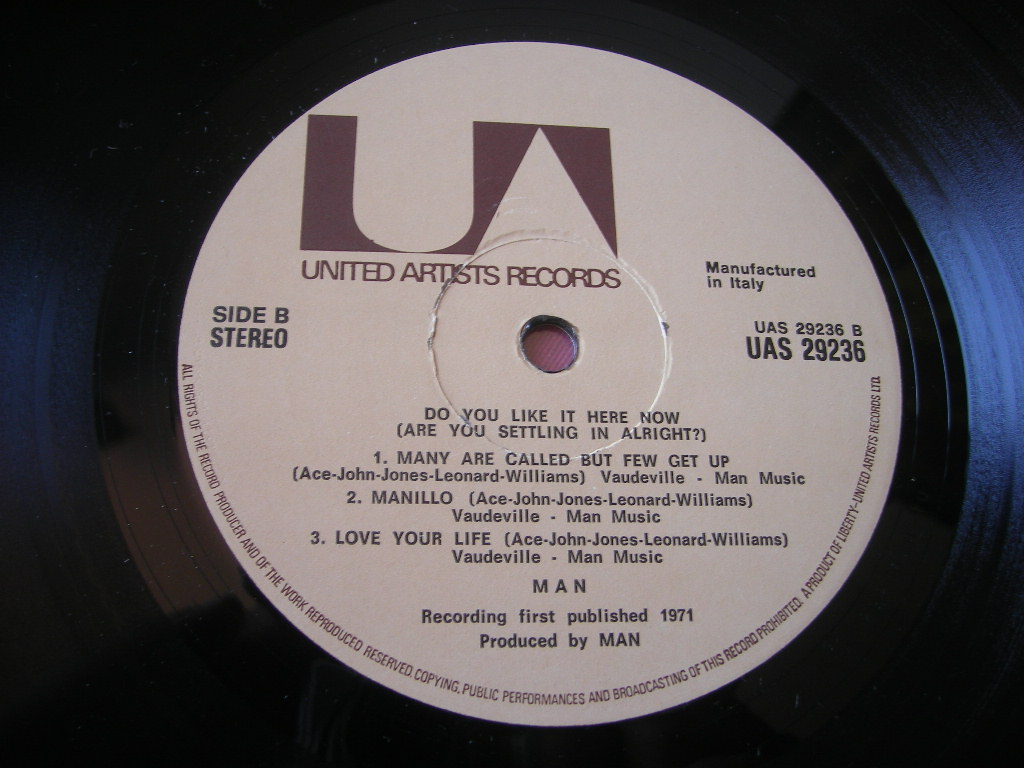 UA
UNITED ARTISTS RECORDS
Manufactured
in Italy
SIDE B
STEREO
UAS 29236 B
UAS 29236
DO YOU LIKE IT HERE NOW
(ARE YOU SETTLING IN ALRIGHT?)
1. MANY ARE CALLED BUT FEW GET UP
(Ace-John-Jones-Leonard-Williams) Vaudeville - Man Music
2. MANILLO (Ace-John-Jones-Leonard-Williams)
Vaudeville - Man Music
3. LOVE YOUR LIFE (Ace-John-Jones-Leonard-Williams)
Vaudeville - Man Music
MAN
Recording first published 1971
Produced by MAN
ALL RIGHTS OF THE RECORD PRODUCER AND OF THE WORK REPRODUCED RESERVED. COPYING, PUBLIC PERFORMANCES AND BROADCASTING OF THIS RECORD PROHIBITED. A PRODUCT OF LIBERTY-UNITED ARTISTS RECORDS LTD.